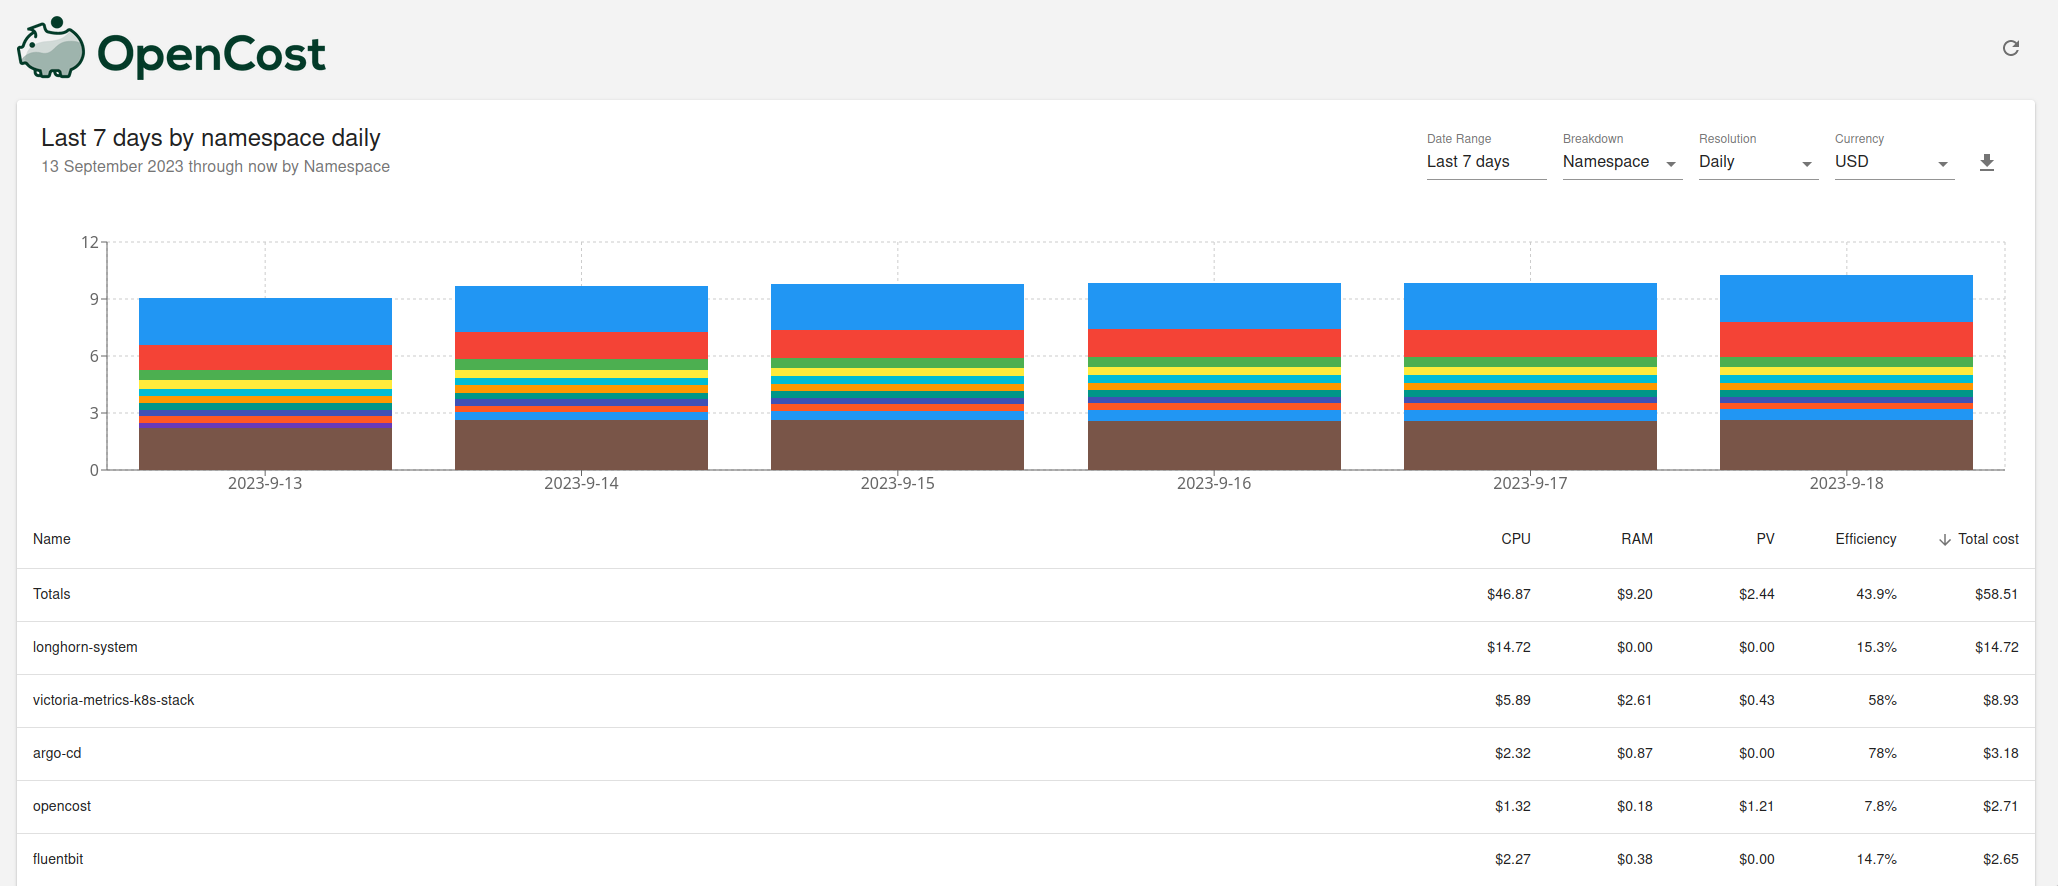 OpenCost
Last 7 days by namespace daily
13 September 2023 through now by Namespace
Date Range Breakdown Resolution Currency
Last 7 days Namespace Daily USD
12
9
6
3
0
2023-9-13 2023-9-14 2023-9-15 2023-9-16 2023-9-17 2023-9-18
Name CPU RAM PV Efficiency Total cost
Totals $46.87 $9.20 $2.44 43.9% $58.51
longhorn-system $14.72 $0.00 $0.00 15.3% $14.72
victoria-metrics-k8s-stack $5.89 $2.61 $0.43 58% $8.93
argo-cd $2.32 $0.87 $0.00 78% $3.18
opencost $1.32 $0.18 $1.21 7.8% $2.71
fluentbit $2.27 $0.38 $0.00 14.7% $2.65